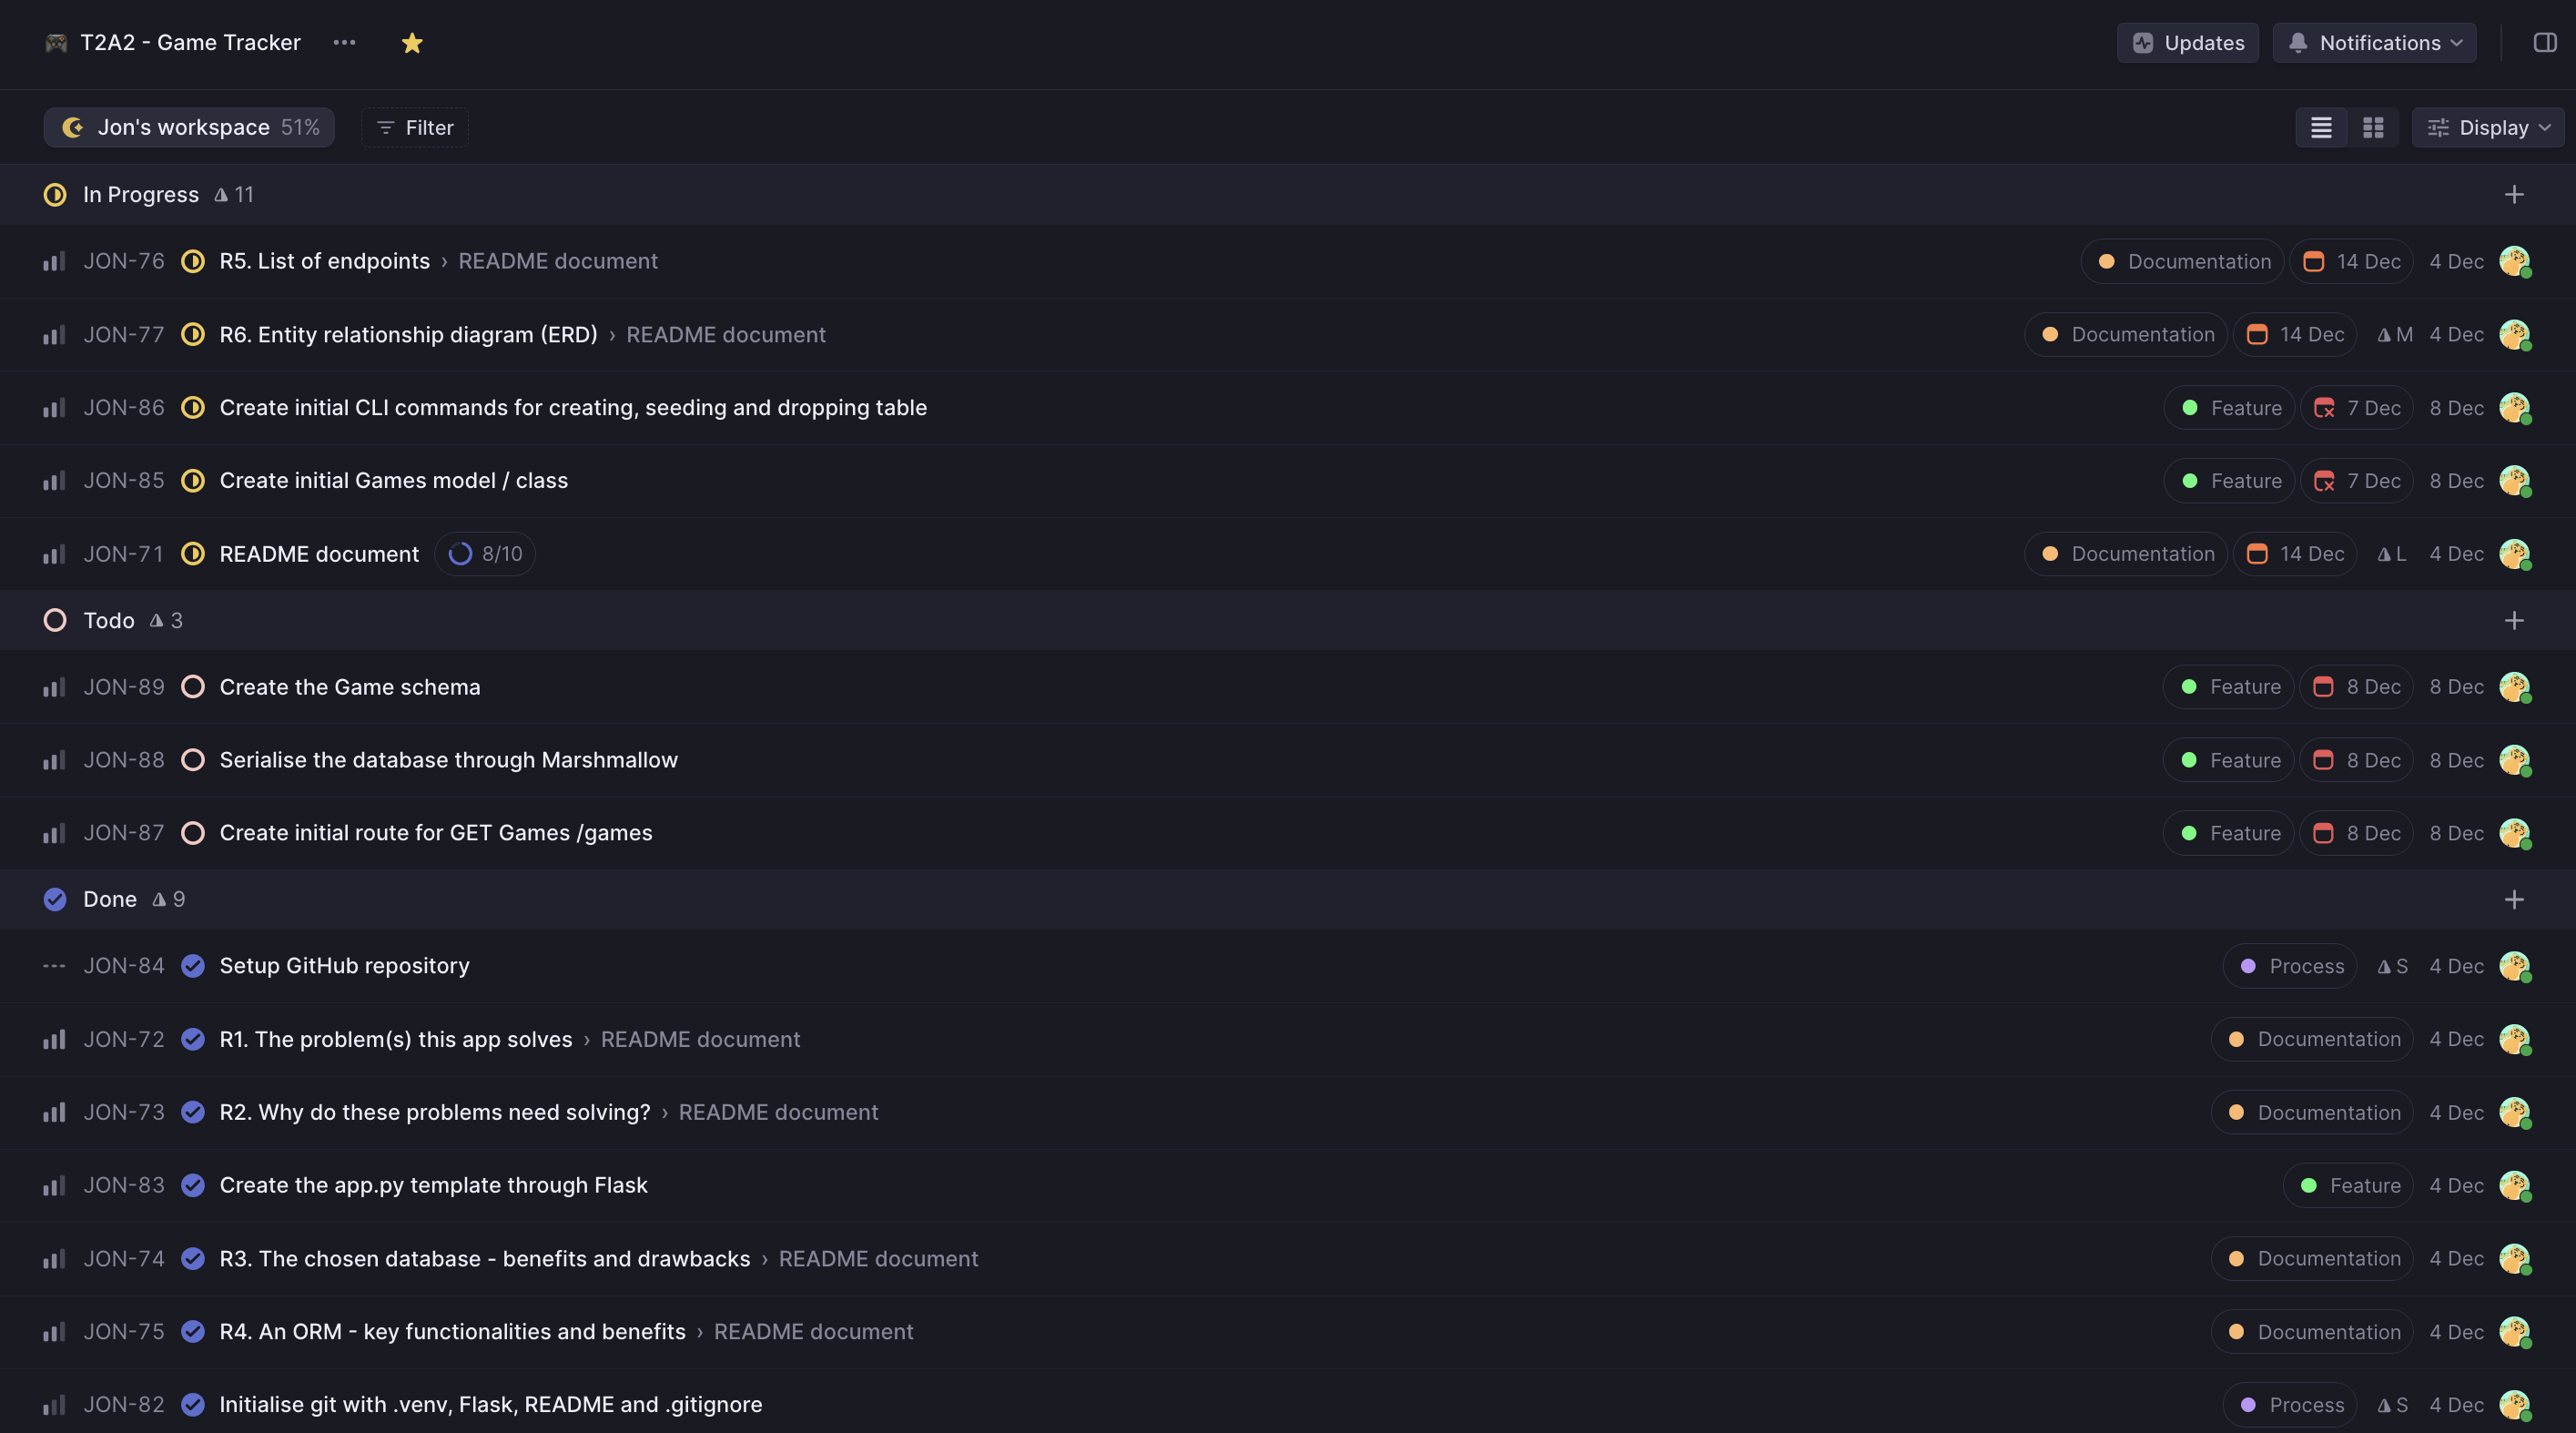 T2A2 - Game Tracker
Updates
Notifications
Jon's workspace 51%
Filter
Display
In Progress 11
JON-76 R5. List of endpoints › README document Documentation 14 Dec 4 Dec
JON-77 R6. Entity relationship diagram (ERD) › README document Documentation 14 Dec M 4 Dec
JON-86 Create initial CLI commands for creating, seeding and dropping table Feature 7 Dec 8 Dec
JON-85 Create initial Games model / class Feature 7 Dec 8 Dec
JON-71 README document 8/10 Documentation 14 Dec L 4 Dec
Todo 3
JON-89 Create the Game schema Feature 8 Dec 8 Dec
JON-88 Serialise the database through Marshmallow Feature 8 Dec 8 Dec
JON-87 Create initial route for GET Games /games Feature 8 Dec 8 Dec
Done 9
JON-84 Setup GitHub repository Process S 4 Dec
JON-72 R1. The problem(s) this app solves › README document Documentation 4 Dec
JON-73 R2. Why do these problems need solving? › README document Documentation 4 Dec
JON-83 Create the app.py template through Flask Feature 4 Dec
JON-74 R3. The chosen database - benefits and drawbacks › README document Documentation 4 Dec
JON-75 R4. An ORM - key functionalities and benefits › README document Documentation 4 Dec
JON-82 Initialise git with .venv, Flask, README and .gitignore Process S 4 Dec